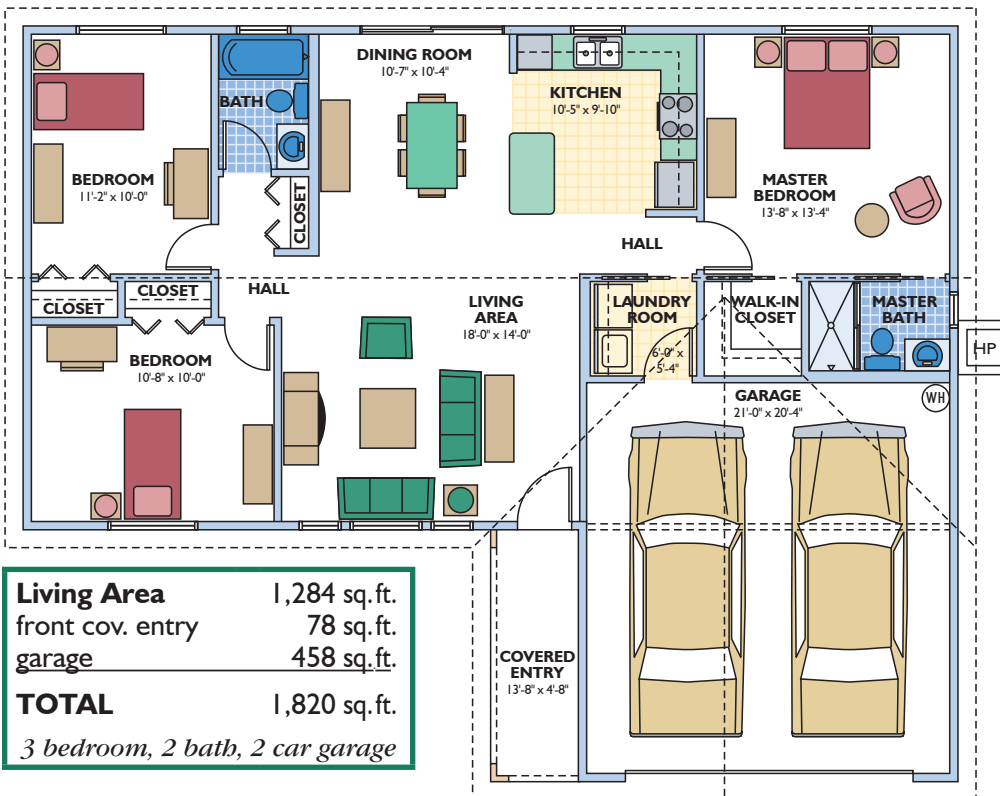 DINING ROOM
10'-7" x 10'-4"
KITCHEN
10'-5" x 9'-10"
BATH
BEDROOM
11'-2" x 10'-0"
CLOSET
MASTER
BEDROOM
13'-8" x 13'-4"
HALL
CLOSET
CLOSET
HALL
LIVING
AREA
18'-0" x 14'-0"
LAUNDRY
ROOM
6'-0" x
5'-4"
WALK-IN
CLOSET
MASTER
BATH
HP
BEDROOM
10'-8" x 10'-0"
GARAGE
21'-0" x 20'-4"
WH
COVERED
ENTRY
13'-8" x 4'-8"
Living Area 1,284 sq.ft.
front cov. entry 78 sq.ft.
garage 458 sq.ft.
TOTAL 1,820 sq.ft.
3 bedroom, 2 bath, 2 car garage